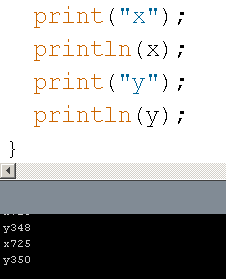 print("x");
println(x);
print("y");
println(y);
}
y348
x725
y350